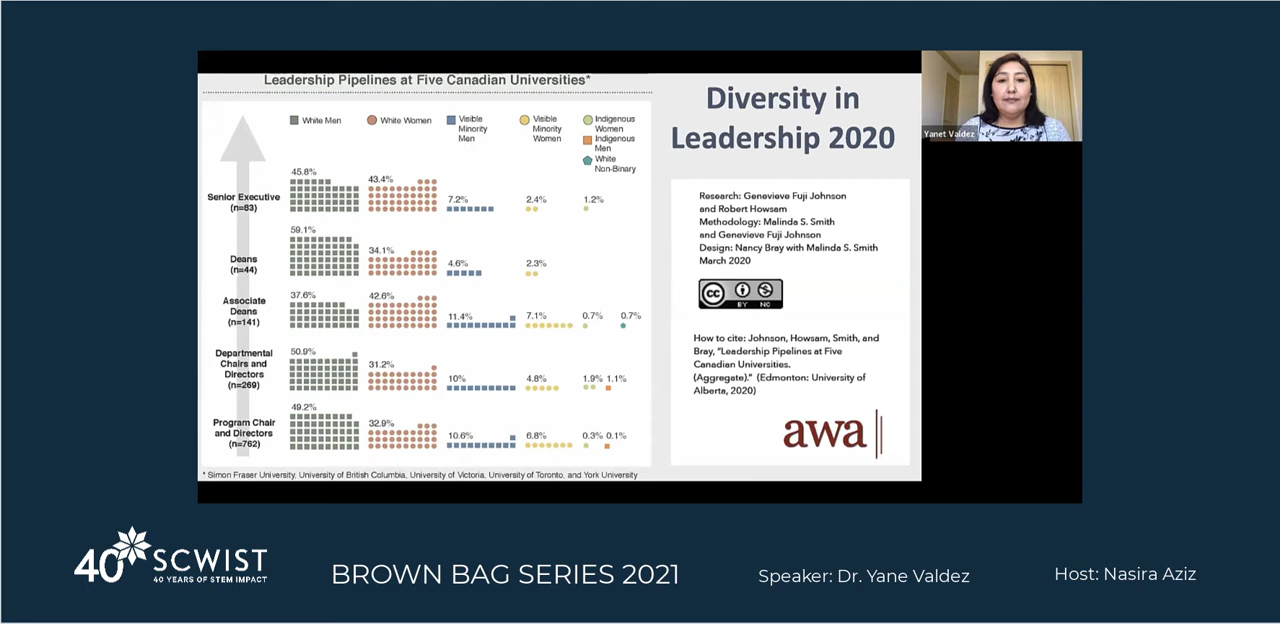 Leadership Pipelines at Five Canadian Universities*
White Men
White Women
Visible
Minority
Men
Visible
Minority
Women
Indigenous
Women
Indigenous
Men
White
Non-Binary
Senior Executive
(n=83)
45.8%
43.4%
7.2%
2.4%
1.2%
Deans
(n=44)
59.1%
34.1%
4.6%
2.3%
Associate
Deans
(n=141)
37.6%
42.6%
11.4%
7.1%
0.7%
0.7%
Departmental
Chairs and
Directors
(n=269)
50.9%
31.2%
10%
4.8%
1.9%
1.1%
Program Chair
and Directors
(n=762)
49.2%
32.9%
10.6%
6.8%
0.3%
0.1%
* Simon Fraser University, University of British Columbia, University of Victoria, University of Toronto, and York University
Diversity in
Leadership 2020
Research: Genevieve Fuji Johnson
and Robert Howsam
Methodology: Malinda S. Smith
and Genevieve Fuji Johnson
Design: Nancy Bray with Malinda S. Smith
March 2020
cc
BY NC
How to cite: Johnson, Howsam, Smith, and
Bray, "Leadership Pipelines at Five
Canadian Universities.
(Aggregate)." (Edmonton: University of
Alberta, 2020)
awa
Yanet Valdez
40 SCWIST
40 YEARS OF STEM IMPACT
BROWN BAG SERIES 2021
Speaker: Dr. Yane Valdez
Host: Nasira Aziz